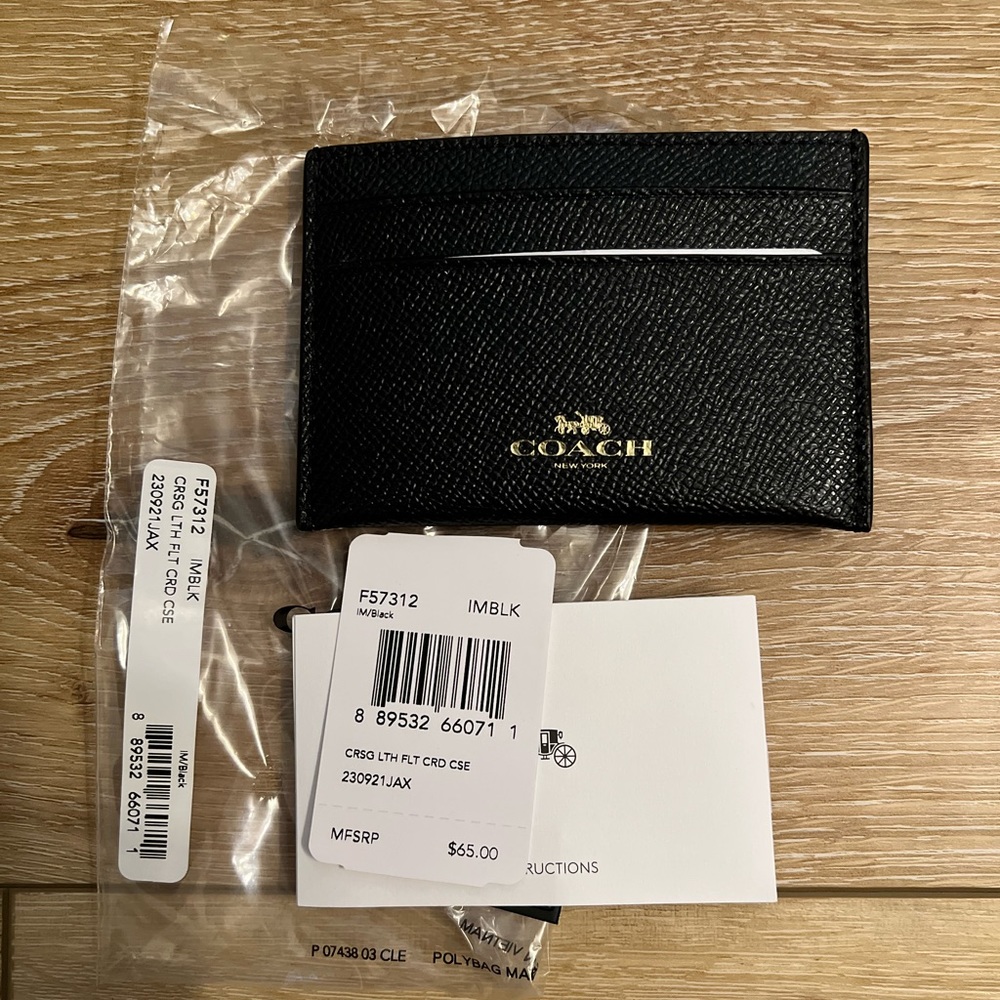 COACH
NEW YORK
F57312 IMBLK
CRSG LTH FLT CRD CSE
230921JAX
IM/Black
8 89532 66071 1
F57312 IMBLK
IM/Black
8 89532 66071 1
CRSG LTH FLT CRD CSE
230921JAX
MFSRP $65.00
RUCTIONS
VIETNAM
P 07438 03 CLE POLYBAG MA